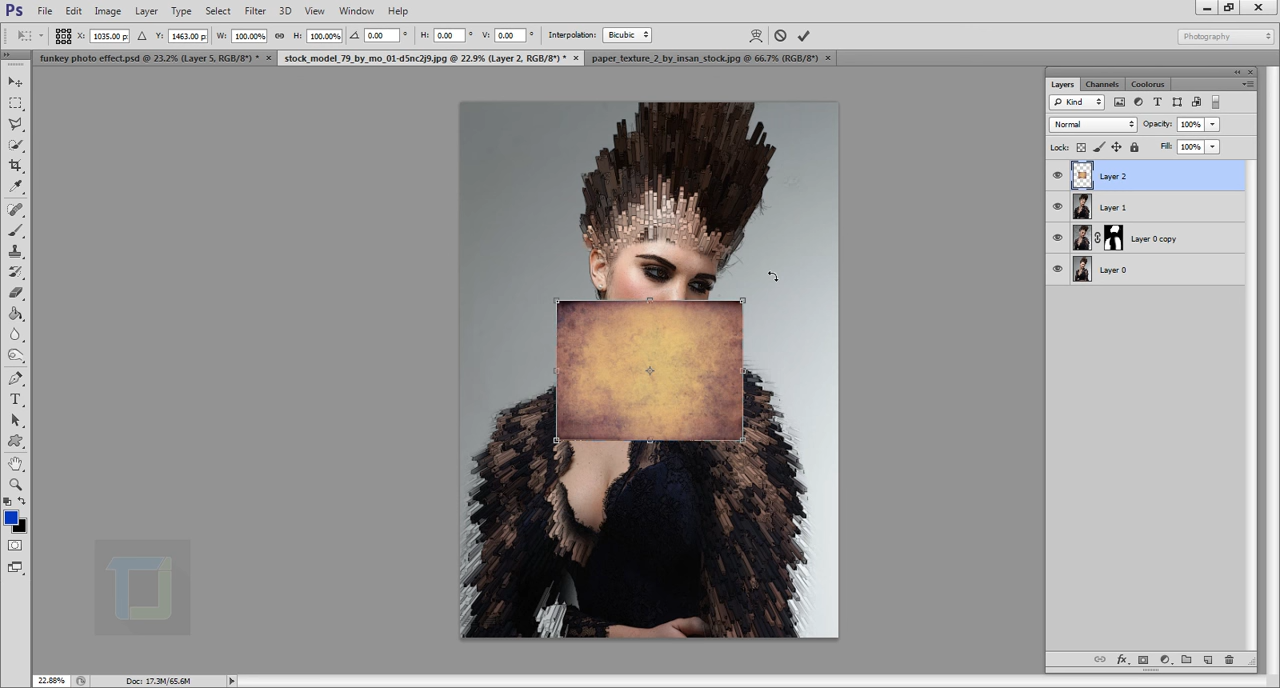 Ps File Edit Image Layer Type Select Filter 3D View Window Help
X: 1035.00 p: Y: 1463.00 p: W: 100.00% H: 100.00% 0.00 ° H: 0.00 ° V: 0.00 ° Interpolation: Bicubic Photography
funkey photo effect.psd @ 23.2% (Layer 5, RGB/8*) * × stock_model_79_by_mo_01-d5nc2j9.jpg @ 22.9% (Layer 2, RGB/8*) * × paper_texture_2_by_insan_stock.jpg @ 66.7% (RGB/8*) ×
Layers Channels Coolorus
Kind T
Normal Opacity: 100%
Lock: Fill: 100%
Layer 2
Layer 1
Layer 0 copy
Layer 0
fx
22.88% Doc: 17.3M/65.6M